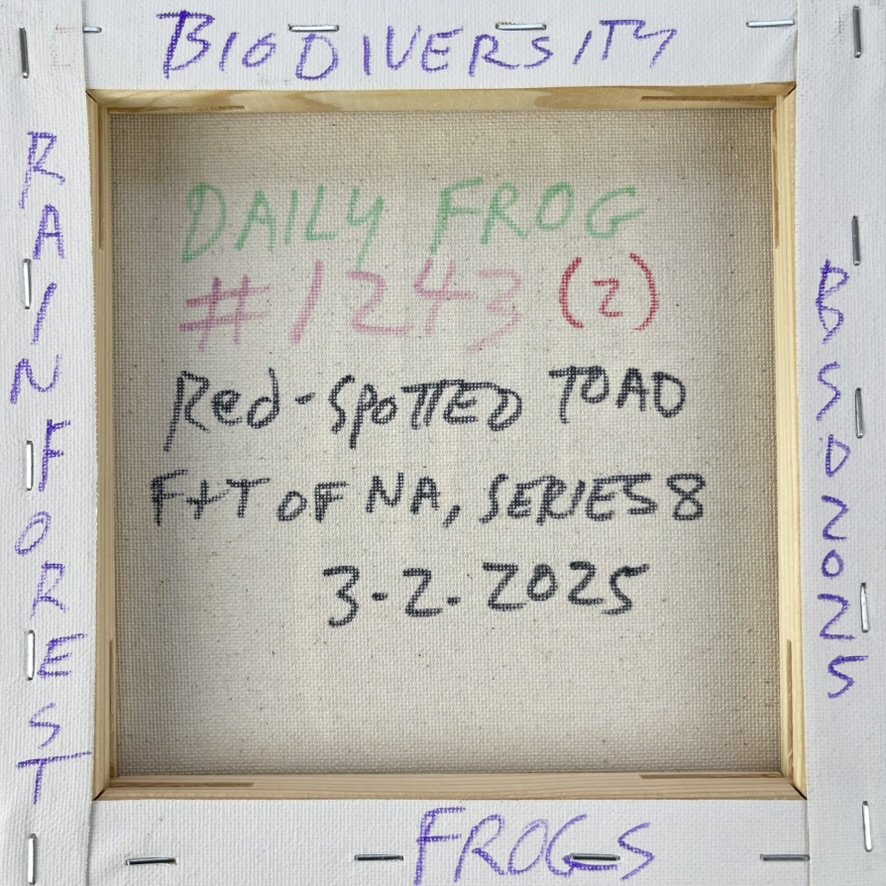 BIODIVERSITY
RAINFOREST
DAILY FROG
#1243 (2)
Red-SPOTTED TOAD
F+T OF NA, SERIES 8
3-2-2025
BSD2025
FROGS